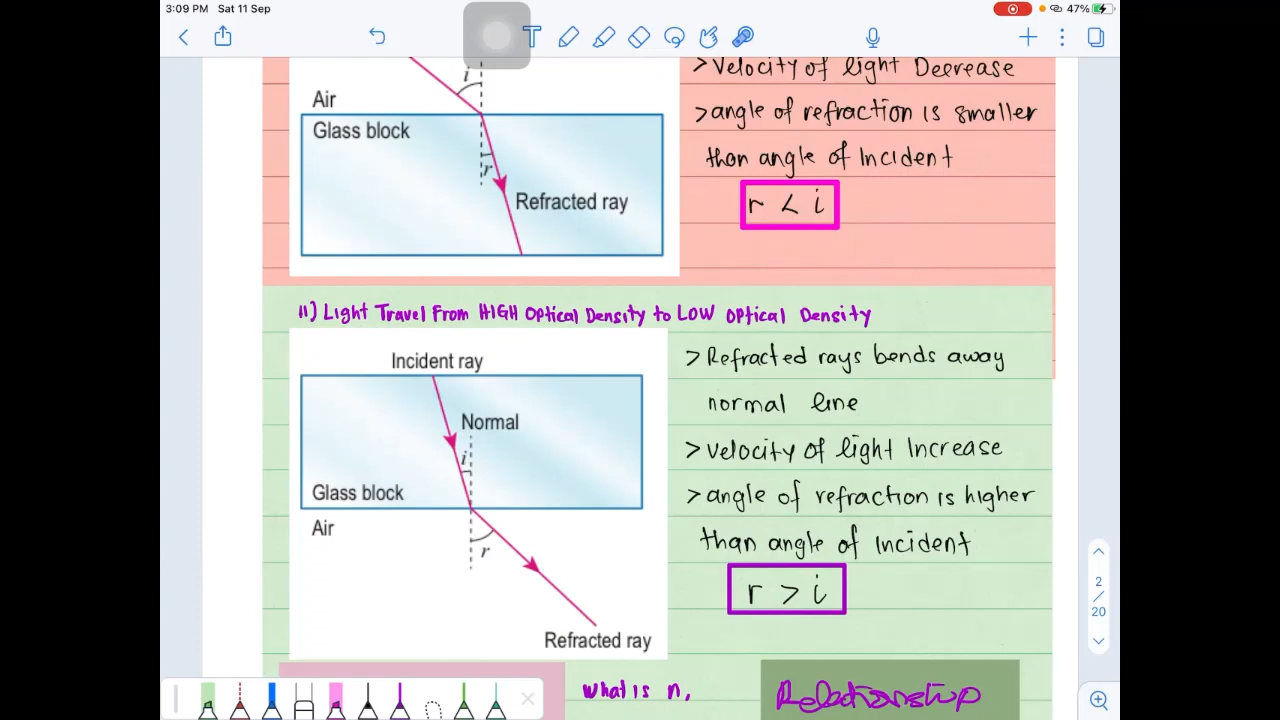 3:09 PM Sat 11 Sep
47%
T
>Velocity of light Decrease
i
Air
>angle of refraction is smaller
Glass block
than angle of Incident
r
Refracted ray
r < i
11) Light Travel From HIGH Optical Density to LOW Optical Density
Incident ray
>Refracted rays bends away
normal line
Normal
>velocity of light Increase
i
Glass block
>angle of refraction is higher
Air
than angle of Incident
r
r > i
2
/
20
Refracted ray
What is n,
Relationship